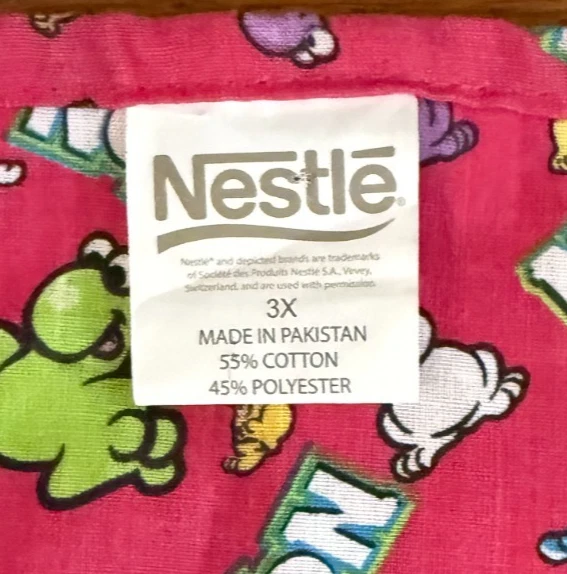 Nestlé®
Nestlé® and depicted brands are trademarks
of Société des Produits Nestlé S.A., Vevey,
Switzerland, and are used with permission.
3X
MADE IN PAKISTAN
55% COTTON
45% POLYESTER
N